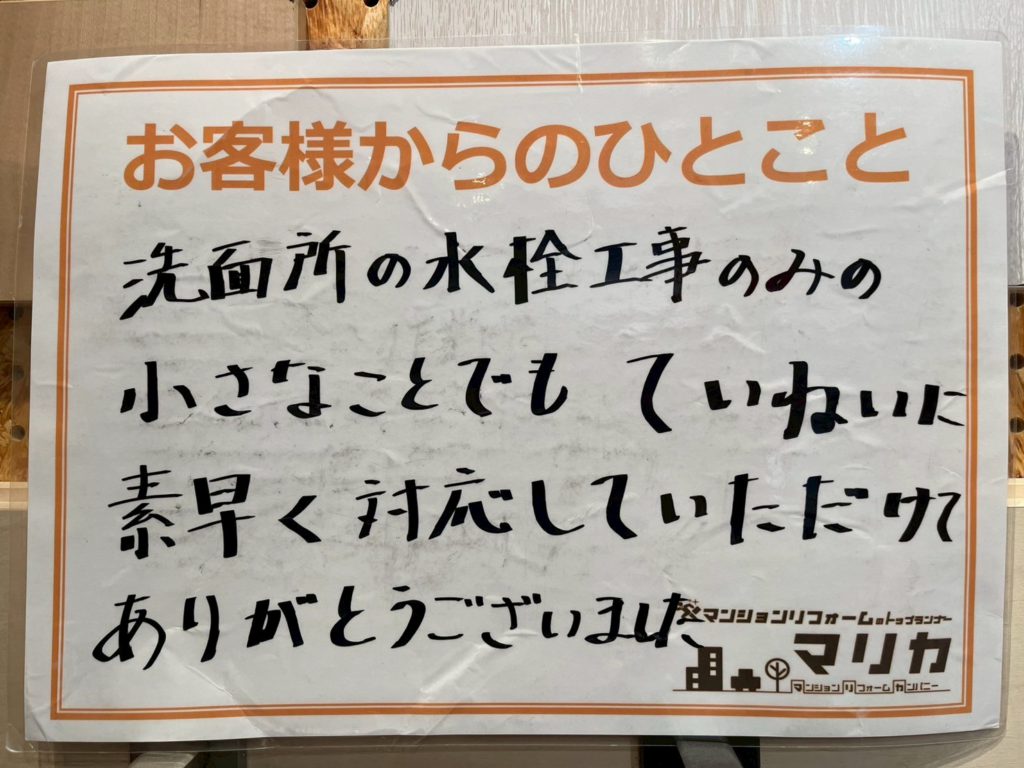 お客様からのひとこと
洗面所の水栓工事のみの
小さなことでも ていねいに
素早く対応していただけて
ありがとうございました
マンションリフォームのトップランナー
マリカ
マンション リフォーム カンパニー